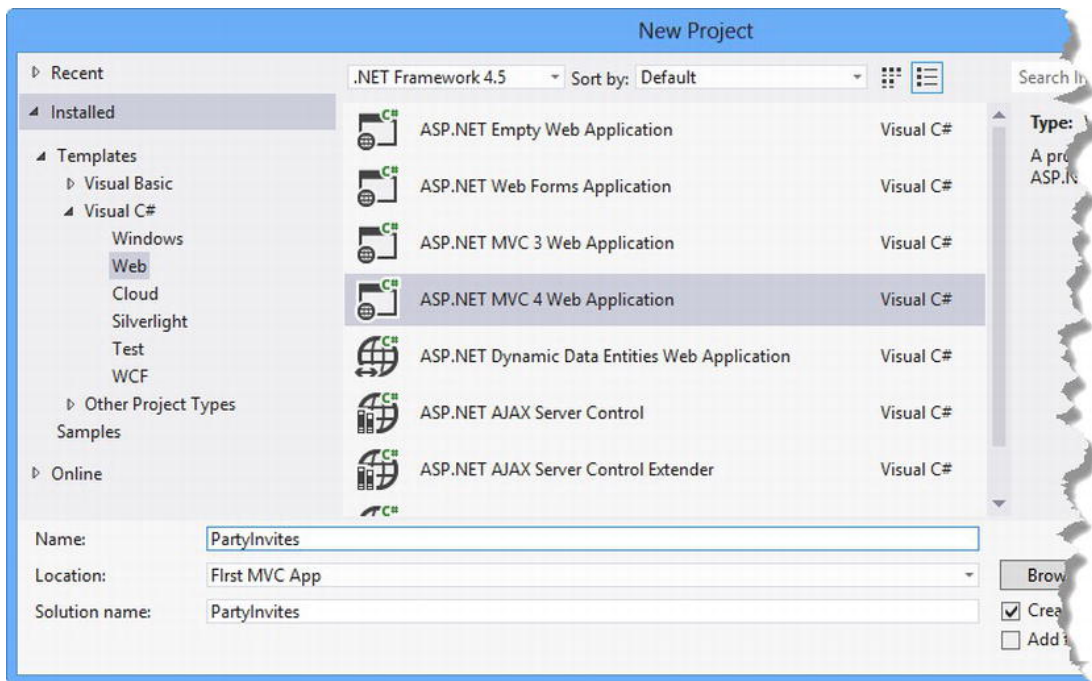 New Project
Recent
.NET Framework 4.5 Sort by: Default
Installed
Templates
Visual Basic
Visual C#
Windows
Web
Cloud
Silverlight
Test
WCF
Other Project Types
Samples
Online
ASP.NET Empty Web Application Visual C#
ASP.NET Web Forms Application Visual C#
ASP.NET MVC 3 Web Application Visual C#
ASP.NET MVC 4 Web Application Visual C#
ASP.NET Dynamic Data Entities Web Application Visual C#
ASP.NET AJAX Server Control Visual C#
ASP.NET AJAX Server Control Extender Visual C#
Search
Type:
A
Name: PartyInvites
Location: FIrst MVC App
Solution name: PartyInvites
Add